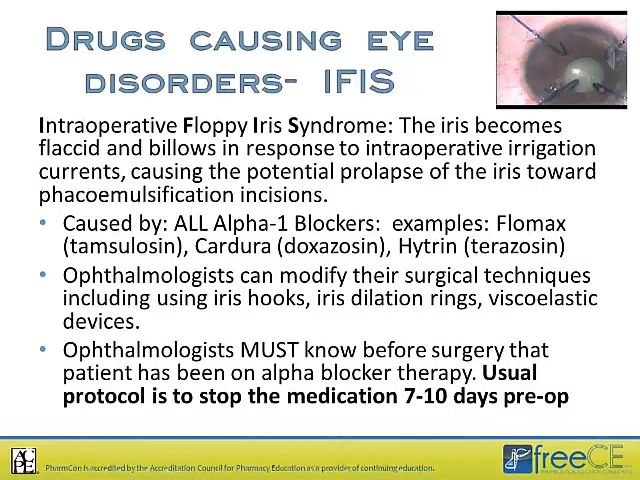 Drugs causing eye
disorders- IFIS
Intraoperative Floppy Iris Syndrome: The iris becomes
flaccid and billows in response to intraoperative irrigation
currents, causing the potential prolapse of the iris toward
phacoemulsification incisions.
• Caused by: ALL Alpha-1 Blockers: examples: Flomax
(tamsulosin), Cardura (doxazosin), Hytrin (terazosin)
• Ophthalmologists can modify their surgical techniques
including using iris hooks, iris dilation rings, viscoelastic
devices.
• Ophthalmologists MUST know before surgery that
patient has been on alpha blocker therapy. Usual
protocol is to stop the medication 7-10 days pre-op
PharmCon is accredited by the Accreditation Council for Pharmacy Education as a provider of continuing education.
freeCE